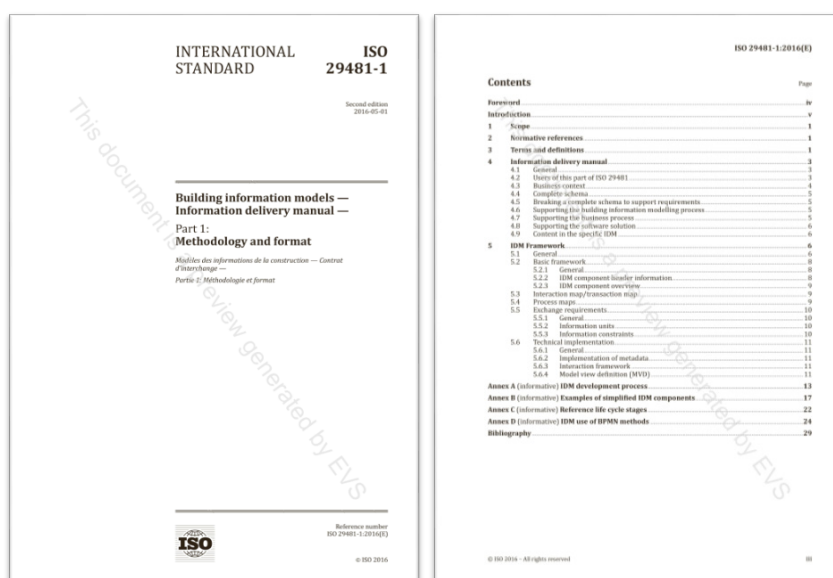 INTERNATIONAL STANDARD
ISO 29481-1
Second edition
2016-05-01
Building information models —
Information delivery manual —
Part 1:
Methodology and format
Modèles des informations de la construction — Contrat
d'interchange —
Partie 1: Méthodologie et format
This document is a preview generated by EVS
ISO
Reference number
ISO 29481-1:2016(E)
© ISO 2016
ISO 29481-1:2016(E)
Contents
Page
Foreword iv
Introduction v
1 Scope 1
2 Normative references 1
3 Terms and definitions 1
4 Information delivery manual 3
4.1 General 3
4.2 Users of this part of ISO 29481 3
4.3 Business context 4
4.4 Complete schema 5
4.5 Breaking a complete schema to support requirements 5
4.6 Supporting the building information modelling process 5
4.7 Supporting the business process 5
4.8 Supporting the software solution 6
4.9 Content in the specific IDM 6
5 IDM Framework 6
5.1 General 6
5.2 Basic framework 8
5.2.1 General 8
5.2.2 IDM component header information 8
5.2.3 IDM component overview 9
5.3 Interaction map/transaction map 9
5.4 Process maps 9
5.5 Exchange requirements 10
5.5.1 General 10
5.5.2 Information units 10
5.5.3 Information constraints 10
5.6 Technical implementation 11
5.6.1 General 11
5.6.2 Implementation of metadata 11
5.6.3 Interaction framework 11
5.6.4 Model view definition (MVD) 11
Annex A (informative) IDM development process 13
Annex B (informative) Examples of simplified IDM components 17
Annex C (informative) Reference life cycle stages 22
Annex D (informative) IDM use of BPMN methods 24
Bibliography 29
This document is a preview generated by EVS
© ISO 2016 – All rights reserved
iii